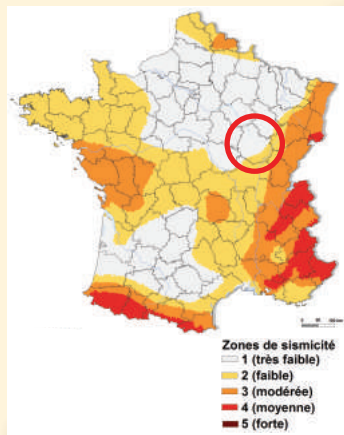 Zones de sismicité
1 (très faible)
2 (faible)
3 (modérée)
4 (moyenne)
5 (forte)